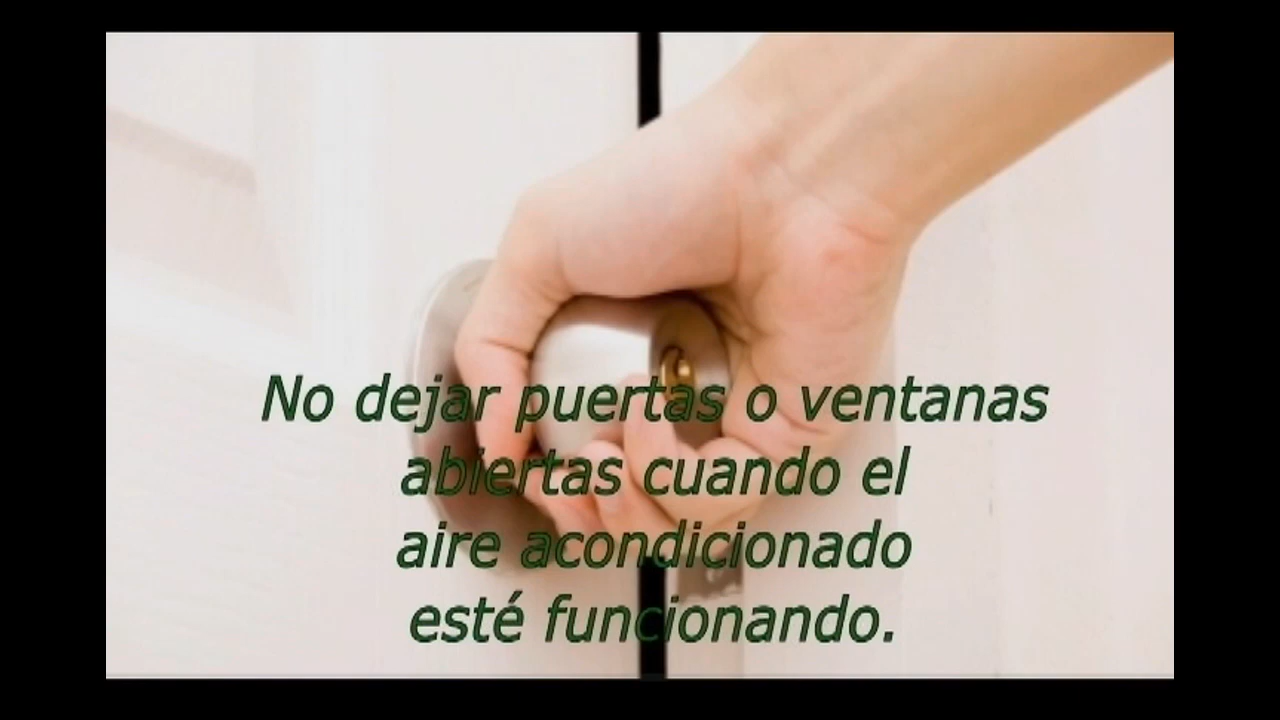 No dejar puertas o ventanas
abiertas cuando el
aire acondicionado
esté funcionando.